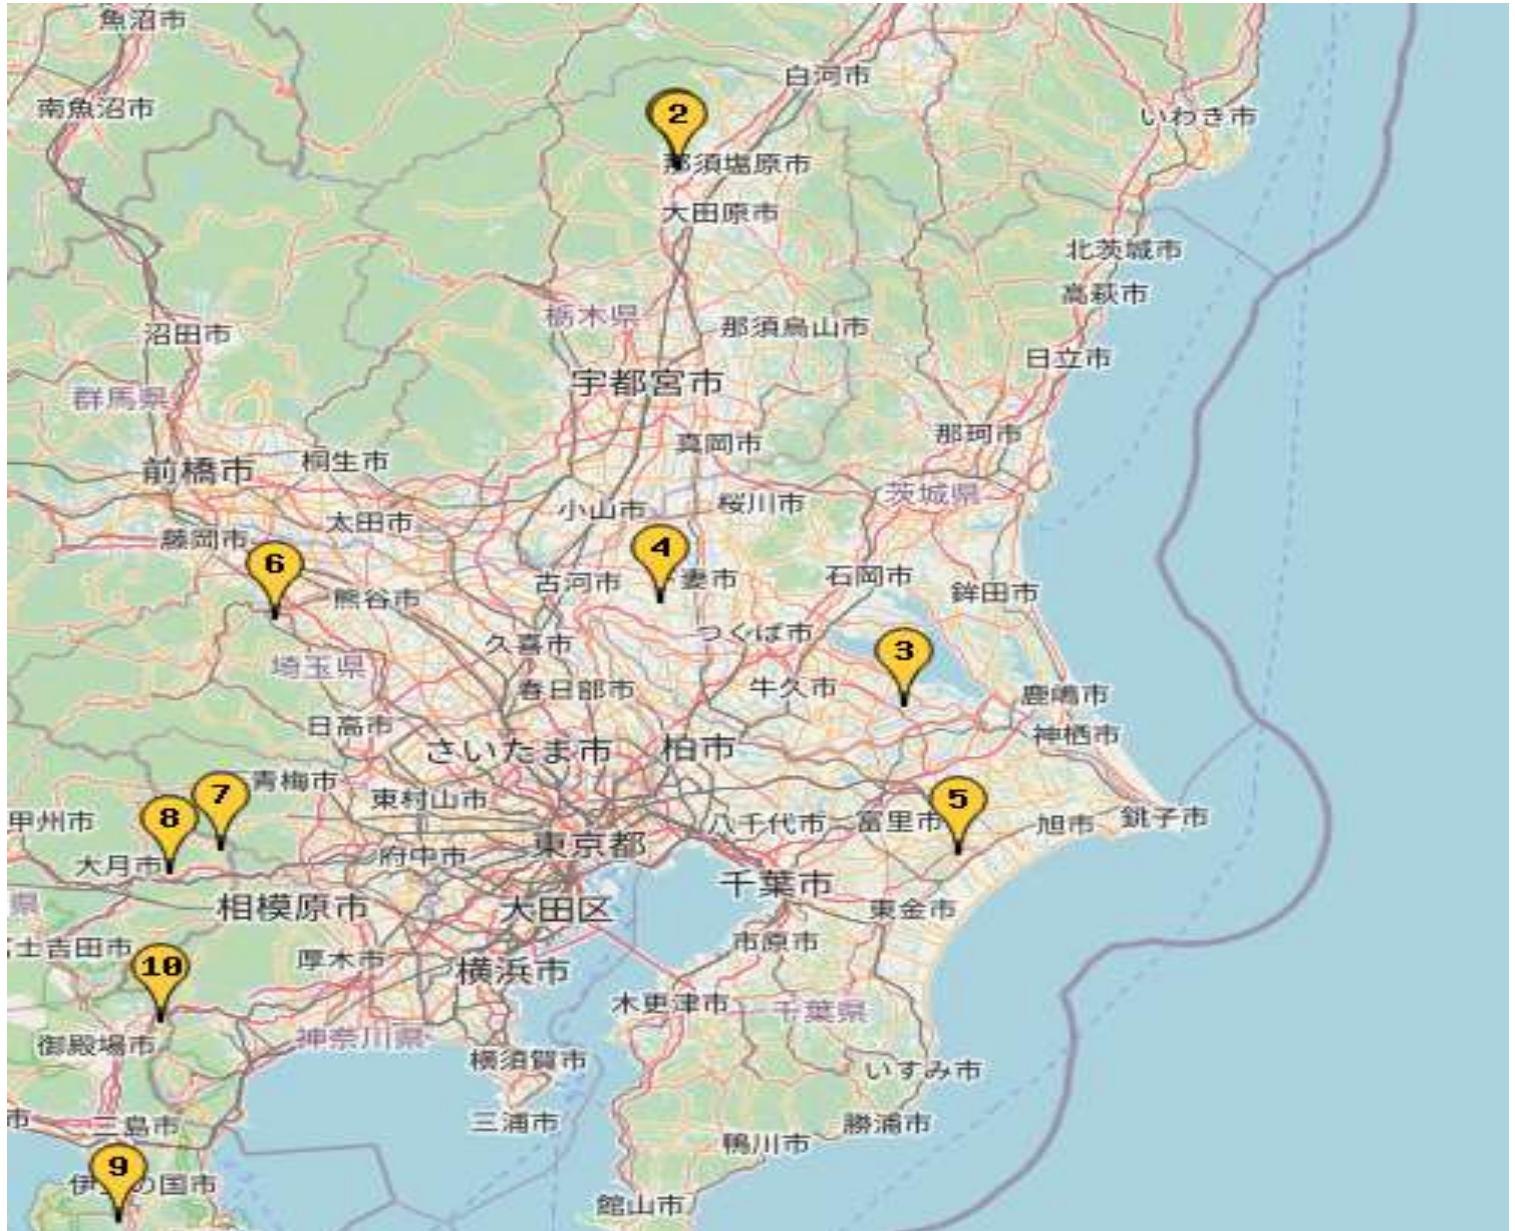 魚沼市
白河市
南魚沼市
2
いわき市
那須塩原市
大田原市
北茨城市
高萩市
栃木県
那須烏山市
沼田市
日立市
宇都宮市
群馬県
那珂市
真岡市
前橋市
桐生市
茨城県
小山市
桜川市
太田市
藤岡市
4
6
石岡市
古河市
妻市
鉾田市
熊谷市
つくば市
久喜市
3
埼玉県
春日部市
牛久市
鹿嶋市
日高市
神栖市
さいたま市
柏市
青梅市
7
東村山市
5
8
甲州市
八千代市
富里市
旭市
銚子市
東京都
府中市
大月市
千葉市
県
相模原市
大田区
東金市
士吉田市
市原市
厚木市
10
横浜市
木更津市
千葉県
神奈川県
御殿場市
横須賀市
いすみ市
市
三島市
三浦市
勝浦市
鴨川市
9
伊の国市
館山市